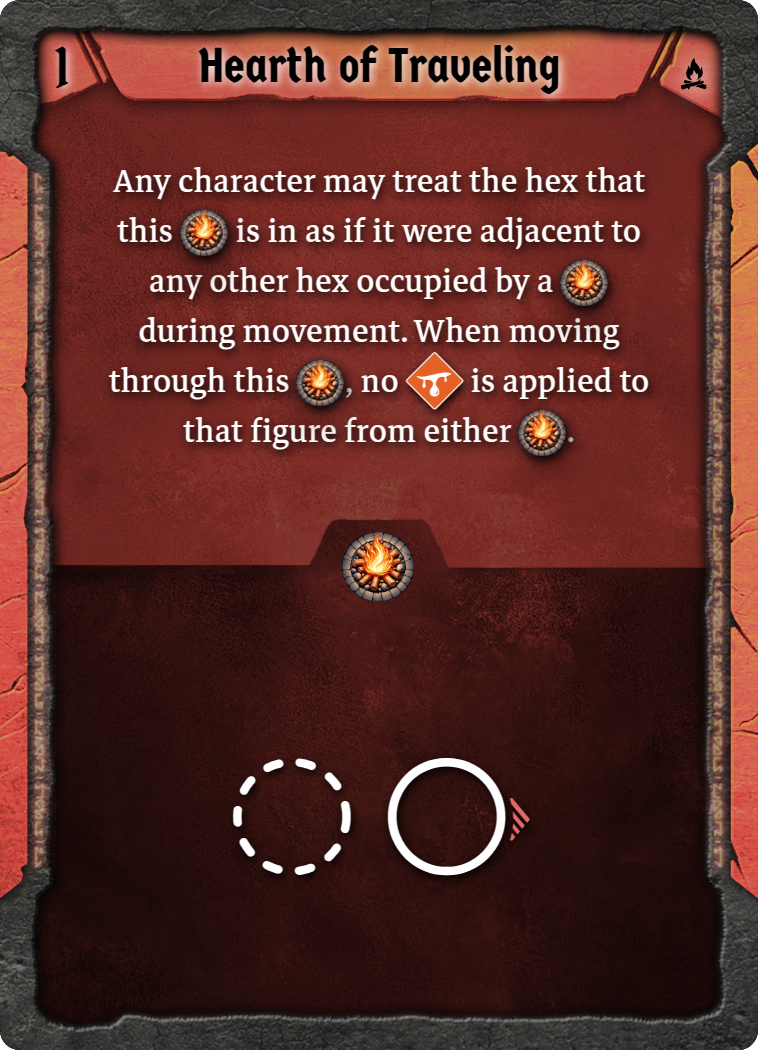 1
Hearth of Traveling
Any character may treat the hex that
this is in as if it were adjacent to
any other hex occupied by a
during movement. When moving
through this , no is applied to
that figure from either .